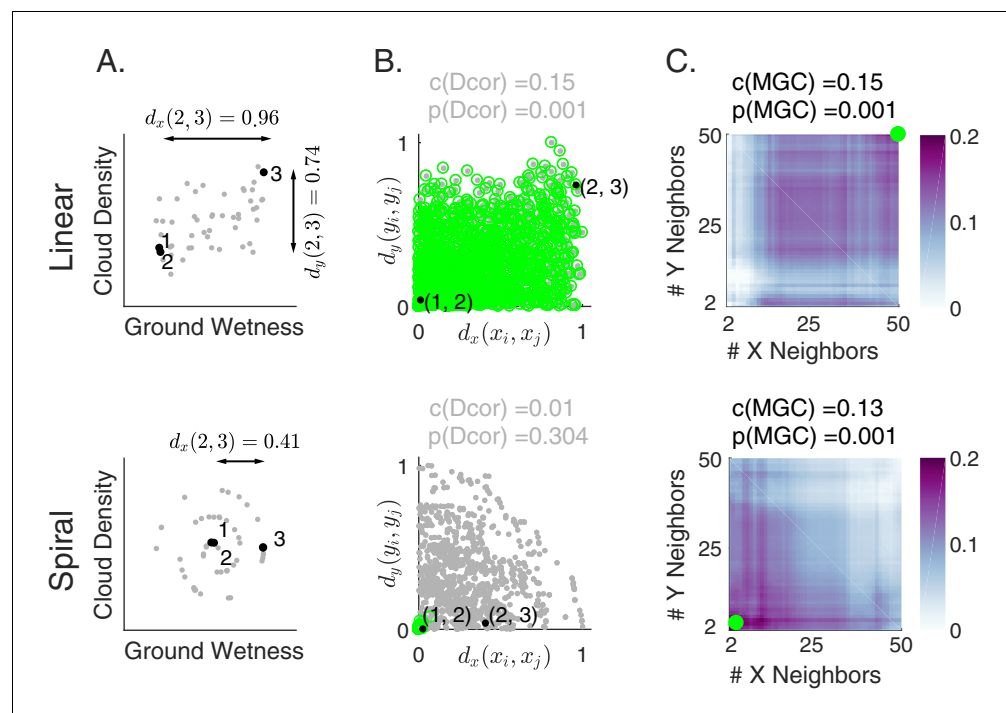 A.
B.
C.
Linear
d_x(2, 3) = 0.96
d_y(2, 3) = 0.74
Cloud Density
1
2
3
Ground Wetness
c(Dcor) =0.15
p(Dcor) =0.001
1
d_y(y_i, y_j)
0
(2, 3)
(1, 2)
0
d_x(x_i, x_j)
1
c(MGC) =0.15
p(MGC) =0.001
50
# Y Neighbors
25
2
2
25
50
# X Neighbors
0.2
0.1
0
Spiral
d_x(2, 3) = 0.41
Cloud Density
1
2
3
Ground Wetness
c(Dcor) =0.01
p(Dcor) =0.304
1
d_y(y_i, y_j)
0
(1, 2)
(2, 3)
0
d_x(x_i, x_j)
1
c(MGC) =0.13
p(MGC) =0.001
50
# Y Neighbors
25
2
2
25
50
# X Neighbors
0.2
0.1
0